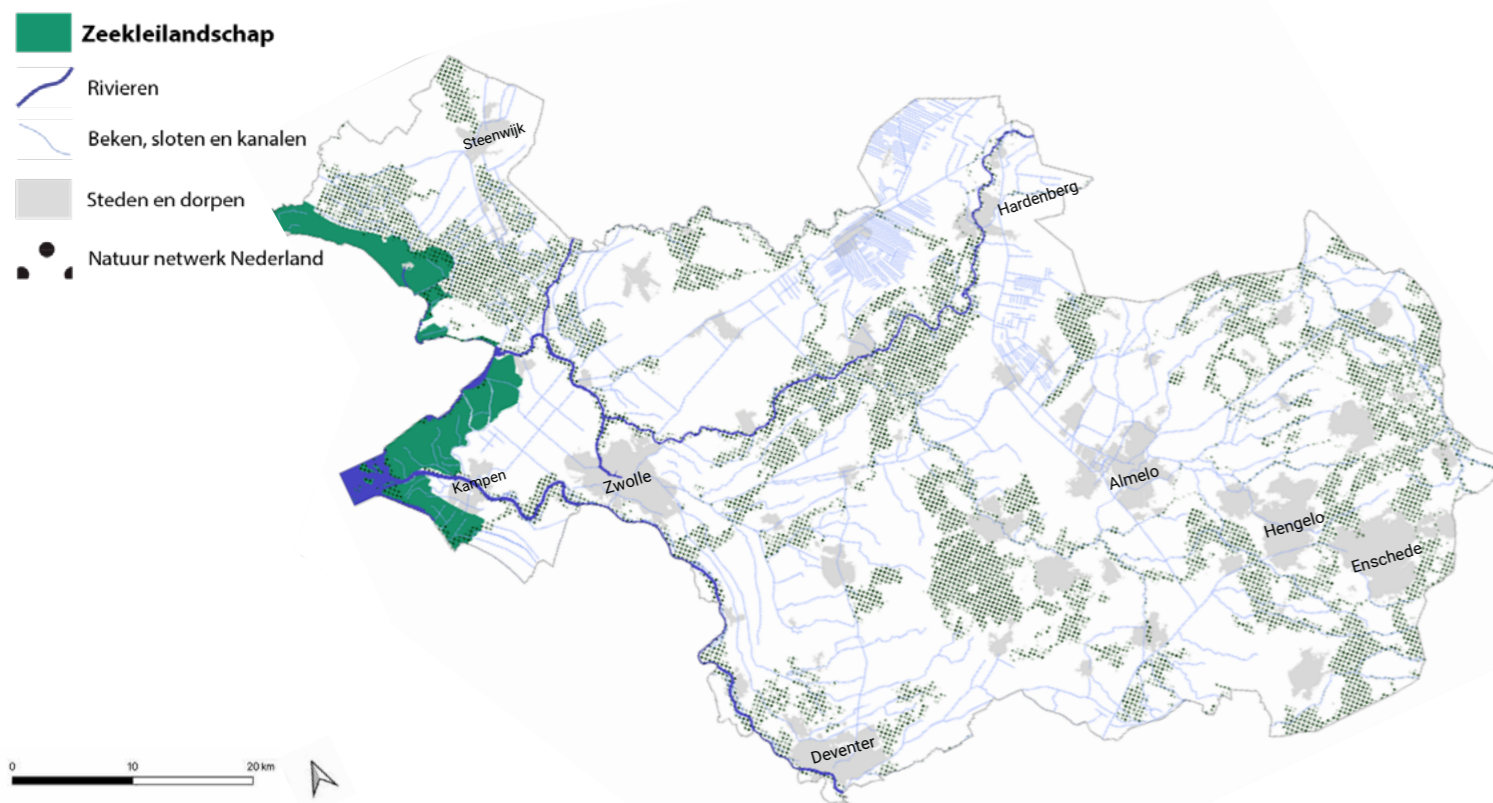 Zeekleilandschap
Rivieren
Beken, sloten en kanalen
Steden en dorpen
Natuur netwerk Nederland
Steenwijk
Hardenberg
Kampen
Zwolle
Almelo
Hengelo
Enschede
Deventer
0 10 20 km